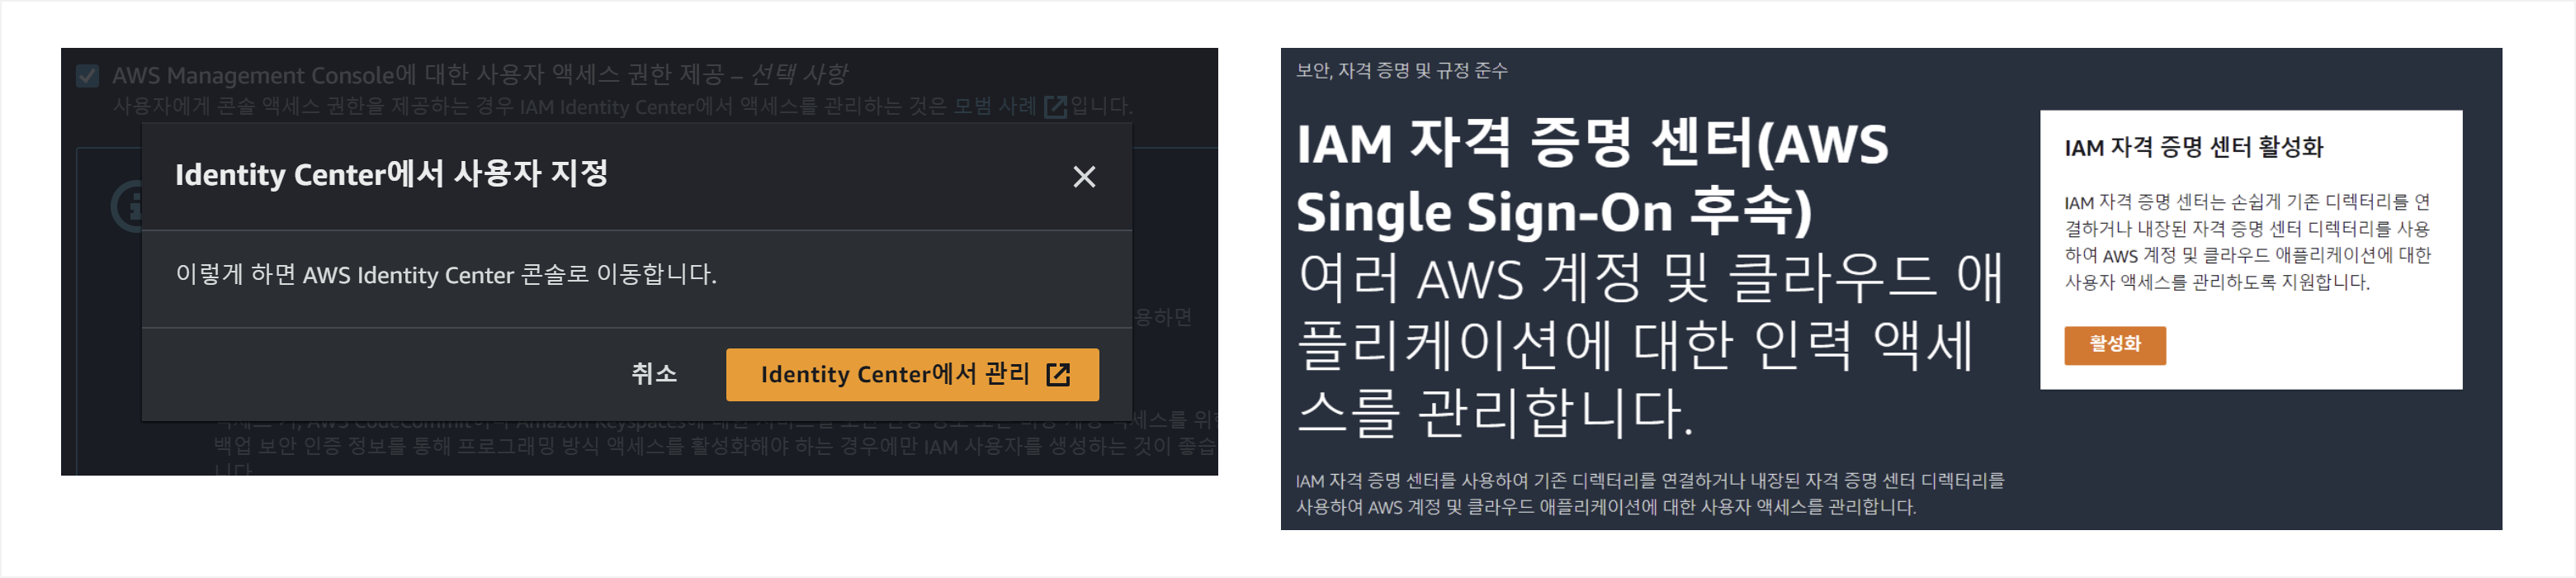 AWS Management Console에 대한 사용자 액세스 권한 제공 – 선택 사항
사용자에게 콘솔 액세스 권한을 제공하는 경우 IAM Identity Center에서 액세스를 관리하는 것은 모범 사례 입니다.
Identity Center에서 사용자 지정
이렇게 하면 AWS Identity Center 콘솔로 이동합니다.
용하면
취소
Identity Center에서 관리
백업 보안 인증 정보를 통해 프로그래밍 방식 액세스를 활성화해야 하는 경우에만 IAM 사용자를 생성하는 것이 좋습
니다.
보안, 자격 증명 및 규정 준수
IAM 자격 증명 센터(AWS
Single Sign-On 후속)
여러 AWS 계정 및 클라우드 애
플리케이션에 대한 인력 액세
스를 관리합니다.
IAM 자격 증명 센터를 사용하여 기존 디렉터리를 연결하거나 내장된 자격 증명 센터 디렉터리를
사용하여 AWS 계정 및 클라우드 애플리케이션에 대한 사용자 액세스를 관리합니다.
IAM 자격 증명 센터 활성화
IAM 자격 증명 센터는 손쉽게 기존 디렉터리를 연
결하거나 내장된 자격 증명 센터 디렉터리를 사용
하여 AWS 계정 및 클라우드 애플리케이션에 대한
사용자 액세스를 관리하도록 지원합니다.
활성화